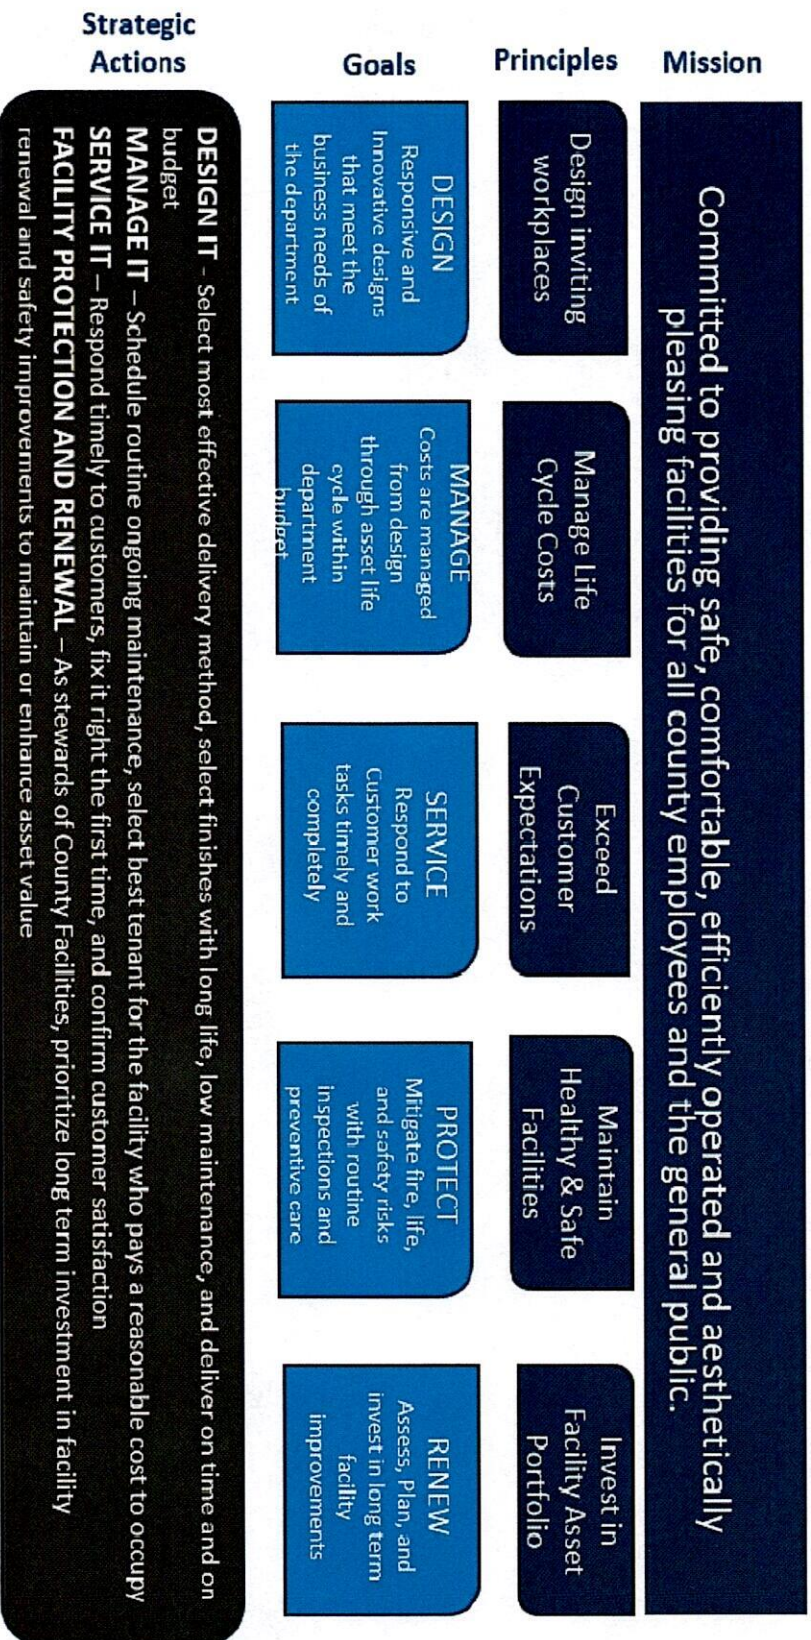 Mission
Committed to providing safe, comfortable, efficiently operated and aesthetically
pleasing facilities for all county employees and the general public.
Principles
Design inviting
workplaces
Manage Life
Cycle Costs
Exceed
Customer
Expectations
Maintain
Healthy & Safe
Facilities
Invest in
Facility Asset
Portfolio
Goals
DESIGN
Responsive and
Innovative designs
that meet the
business needs of
the department
MANAGE
Costs are managed
from design
through asset life
cycle within
department
budget
SERVICE
Respond to
Customer work
tasks timely and
completely
PROTECT
Mitigate fire, life,
and safety risks
with routine
inspections and
preventive care
RENEW
Assess, Plan, and
invest in long term
facility
improvements
Strategic
Actions
DESIGN IT – Select most effective delivery method, select finishes with long life, low maintenance, and deliver on time and on
budget
MANAGE IT – Schedule routine ongoing maintenance, select best tenant for the facility who pays a reasonable cost to occupy
SERVICE IT – Respond timely to customers, fix it right the first time, and confirm customer satisfaction
FACILITY PROTECTION AND RENEWAL – As stewards of County Facilities, prioritize long term investment in facility
renewal and safety improvements to maintain or enhance asset value